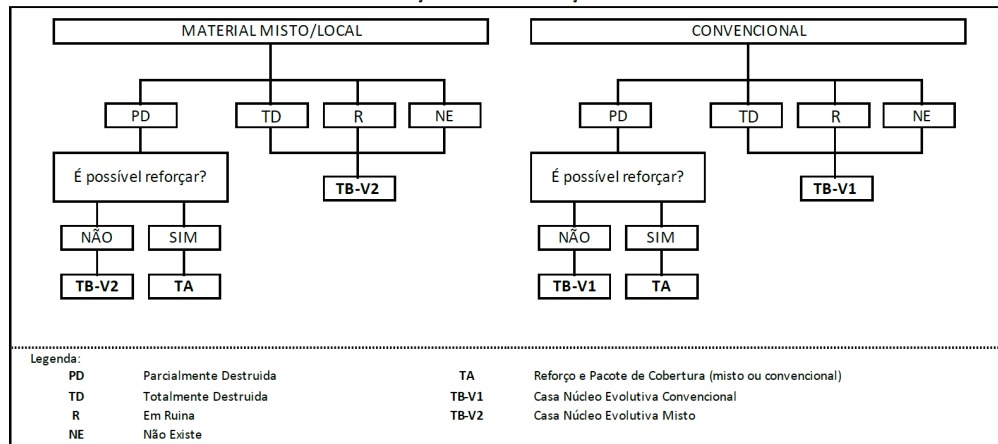 MATERIAL MISTO/LOCAL
PD
TD
R
NE
É possível reforçar?
TB-V2
NÃO
SIM
TB-V2
TA
CONVENCIONAL
PD
TD
R
NE
É possível reforçar?
TB-V1
NÃO
SIM
TB-V1
TA
Legenda:
PD Parcialmente Destruida
TD Totalmente Destruida
R Em Ruina
NE Não Existe
TA Reforço e Pacote de Cobertura (misto ou convencional)
TB-V1 Casa Núcleo Evolutiva Convencional
TB-V2 Casa Núcleo Evolutiva Misto